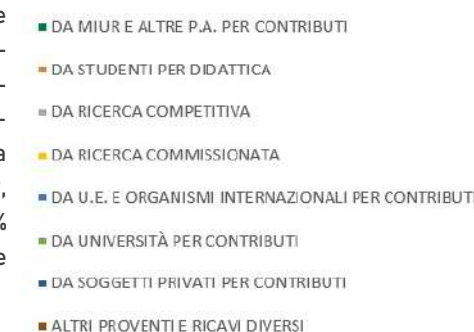 e
-
-
-
a
,
%
e
DA MIUR E ALTRE P.A. PER CONTRIBUTI
DA STUDENTI PER DIDATTICA
DA RICERCA COMPETITIVA
DA RICERCA COMMISSIONATA
DA U.E. E ORGANISMI INTERNAZIONALI PER CONTRIBUTI
DA UNIVERSITÀ PER CONTRIBUTI
DA SOGGETTI PRIVATI PER CONTRIBUTI
ALTRI PROVENTI E RICAVI DIVERSI